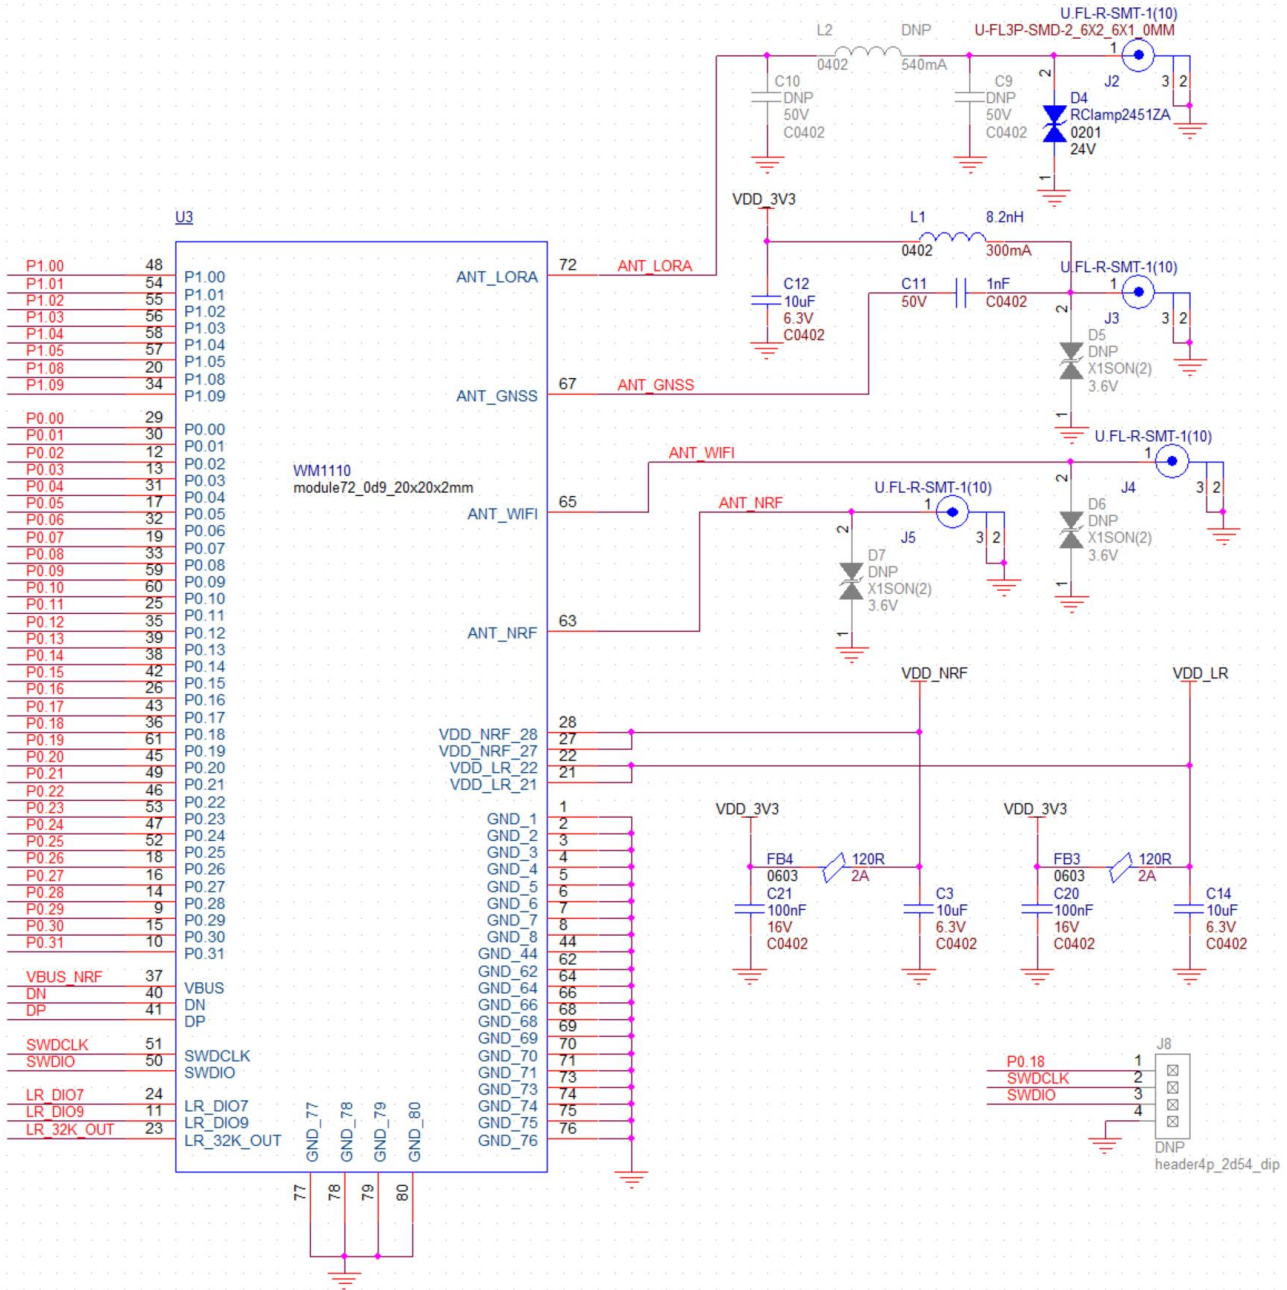 U.FL-R-SMT-1(10)
U-FL3P-SMD-2_6X2_6X1_0MM
L2
DNP
0402
540mA
1
J2
3
2
C10
DNP
50V
C0402
C9
DNP
50V
C0402
2
D4
RClamp2451ZA
0201
24V
1
VDD_3V3
L1
8.2nH
0402
300mA
C12
10uF
6.3V
C0402
C11
1nF
50V
C0402
U.FL-R-SMT-1(10)
1
J3
3
2
2
D5
DNP
X1SON(2)
3.6V
1
U3
WM1110
module72_0d9_20x20x2mm
P1.00 48 P1.00
P1.01 54 P1.01
P1.02 55 P1.02
P1.03 56 P1.03
P1.04 58 P1.04
P1.05 57 P1.05
P1.08 20 P1.08
P1.09 34 P1.09
P0.00 29 P0.00
P0.01 30 P0.01
P0.02 12 P0.02
P0.03 13 P0.03
P0.04 31 P0.04
P0.05 17 P0.05
P0.06 32 P0.06
P0.07 19 P0.07
P0.08 33 P0.08
P0.09 59 P0.09
P0.10 60 P0.10
P0.11 25 P0.11
P0.12 35 P0.12
P0.13 39 P0.13
P0.14 38 P0.14
P0.15 42 P0.15
P0.16 26 P0.16
P0.17 43 P0.17
P0.18 36 P0.18
P0.19 61 P0.19
P0.20 45 P0.20
P0.21 49 P0.21
P0.22 46 P0.22
P0.23 53 P0.23
P0.24 47 P0.24
P0.25 52 P0.25
P0.26 18 P0.26
P0.27 16 P0.27
P0.28 14 P0.28
P0.29 9 P0.29
P0.30 15 P0.30
P0.31 10 P0.31
VBUS_NRF 37 VBUS
DN 40 DN
DP 41 DP
SWDCLK 51 SWDCLK
SWDIO 50 SWDIO
LR_DIO7 24 LR_DIO7
LR_DIO9 11 LR_DIO9
LR_32K_OUT 23 LR_32K_OUT
ANT_LORA 72 ANT_LORA
ANT_GNSS 67 ANT_GNSS
ANT_WIFI 65 ANT_WIFI
ANT_NRF 63 ANT_NRF
VDD_NRF_28 28
VDD_NRF_27 27
VDD_LR_22 22
VDD_LR_21 21
GND_1 1
GND_2 2
GND_3 3
GND_4 4
GND_5 5
GND_6 6
GND_7 7
GND_8 8
GND_44 44
GND_62 62
GND_64 64
GND_66 66
GND_68 68
GND_69 69
GND_70 70
GND_71 71
GND_73 73
GND_74 74
GND_75 75
GND_76 76
GND_77 77
GND_78 78
GND_79 79
GND_80 80
U.FL-R-SMT-1(10)
1
J4
3
2
2
D6
DNP
X1SON(2)
3.6V
1
U.FL-R-SMT-1(10)
1
J5
3
2
2
D7
DNP
X1SON(2)
3.6V
1
VDD_NRF
VDD_LR
VDD_3V3
FB4
0603
120R
2A
C21
100nF
16V
C0402
C3
10uF
6.3V
C0402
VDD_3V3
FB3
0603
120R
2A
C20
100nF
16V
C0402
C14
10uF
6.3V
C0402
J8
P0.18 1
SWDCLK 2
SWDIO 3
4
DNP
header4p_2d54_dip